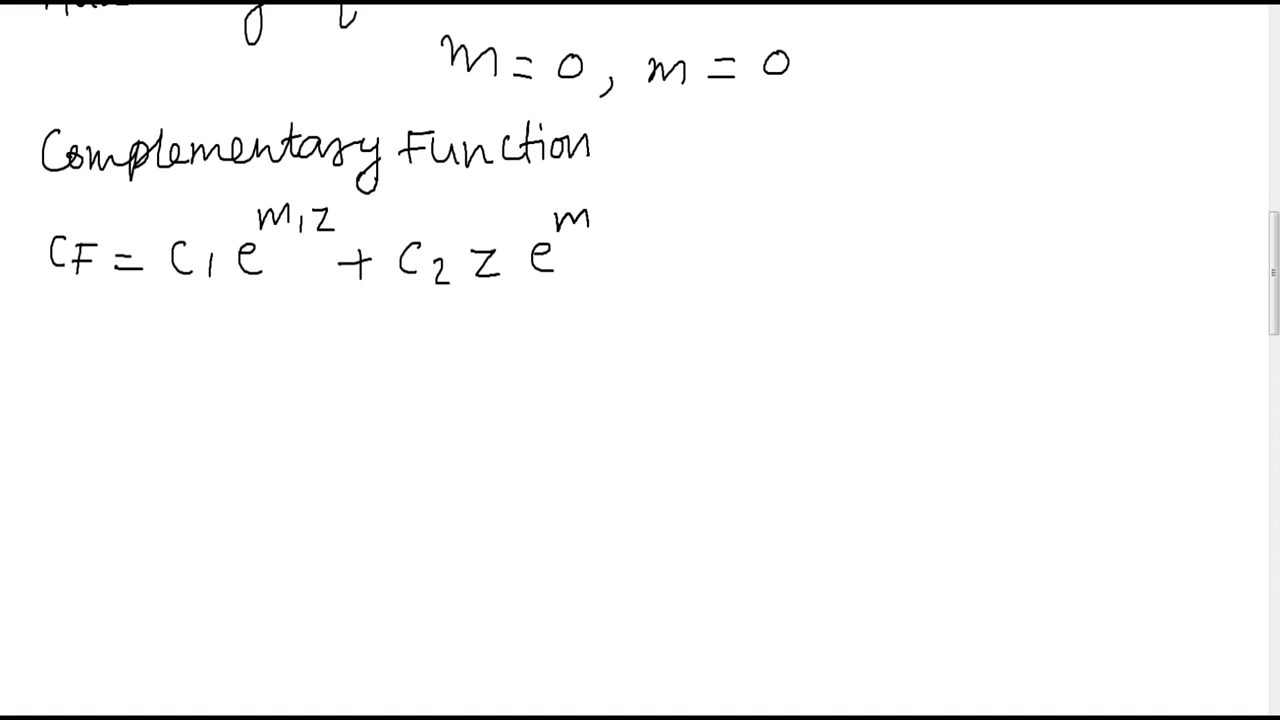 m = 0, m = 0
Complementary Function
CF = C₁ e^{m₁z} + C₂ z e^{m}